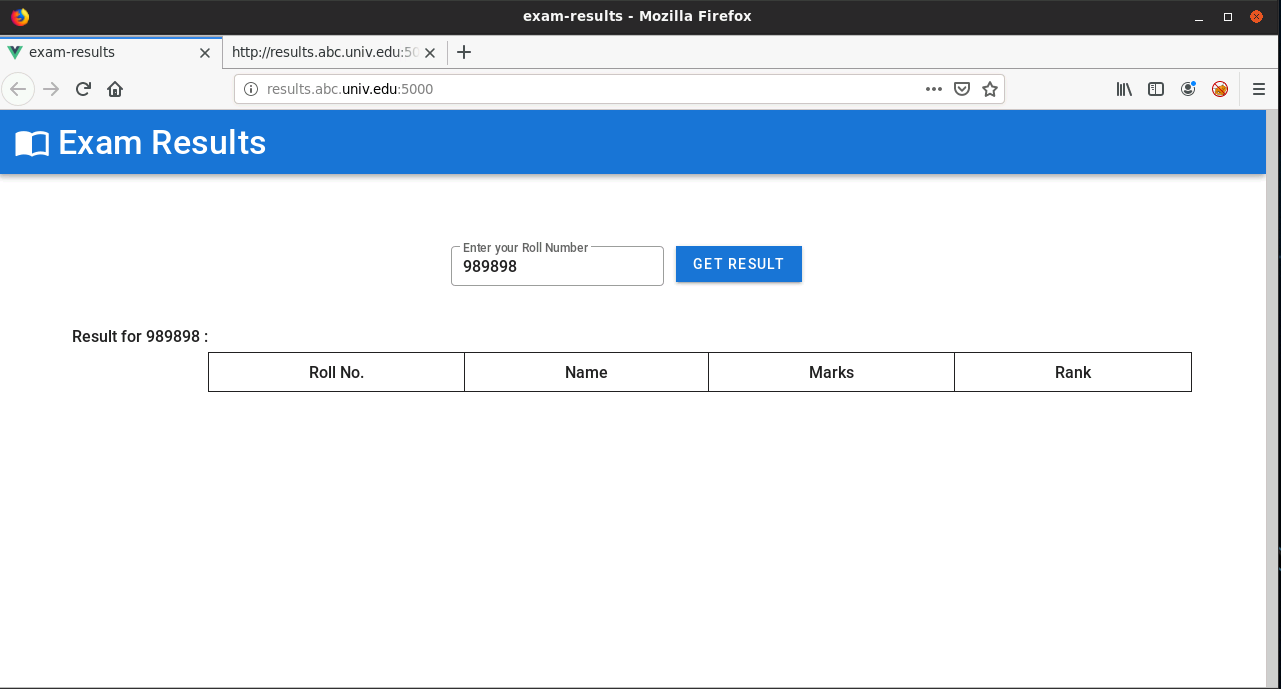 exam-results - Mozilla Firefox
exam-results
http://results.abc.univ.edu:50
results.abc.univ.edu:5000
Exam Results
Enter your Roll Number
989898
GET RESULT
Result for 989898 :
Roll No. Name Marks Rank